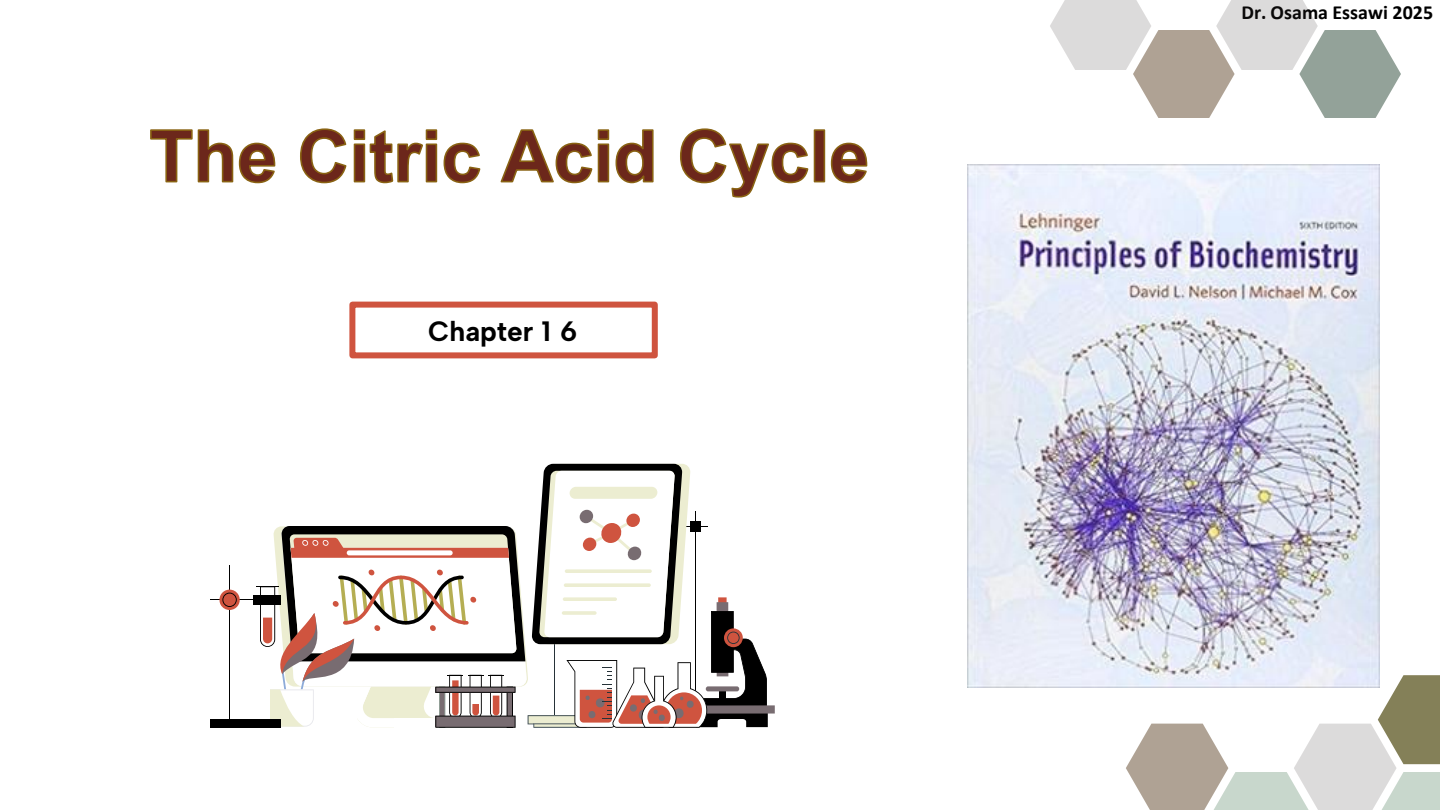 Dr. Osama Essawi 2025
The Citric Acid Cycle
Chapter 1 6
Lehninger
SIXTH EDITION
Principles of Biochemistry
David L. Nelson | Michael M. Cox